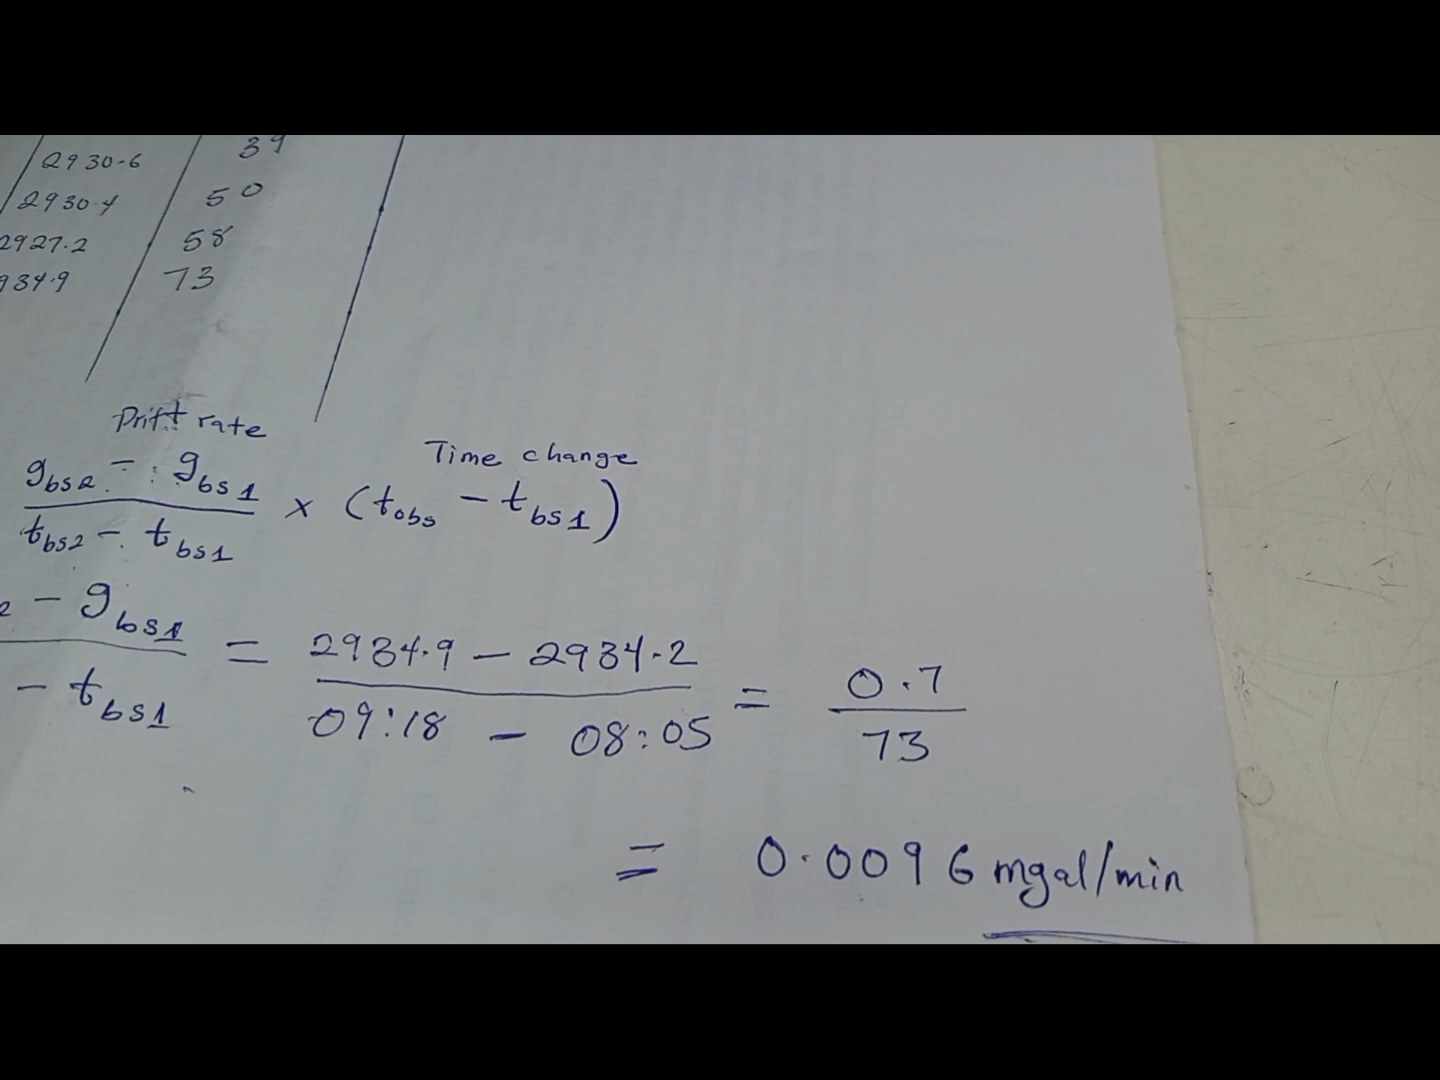 2930.6 39
2930.4 50
2927.2 58
934.9 73
Drift rate
Time change
gbs2 - gbs1
tbs2 - tbs1
× (tobs - tbs1)
2 - gbs1
- tbs1
=
2934.9 - 2934.2
09:18 - 08:05
=
0.7
73
= 0.0096 mgal/min